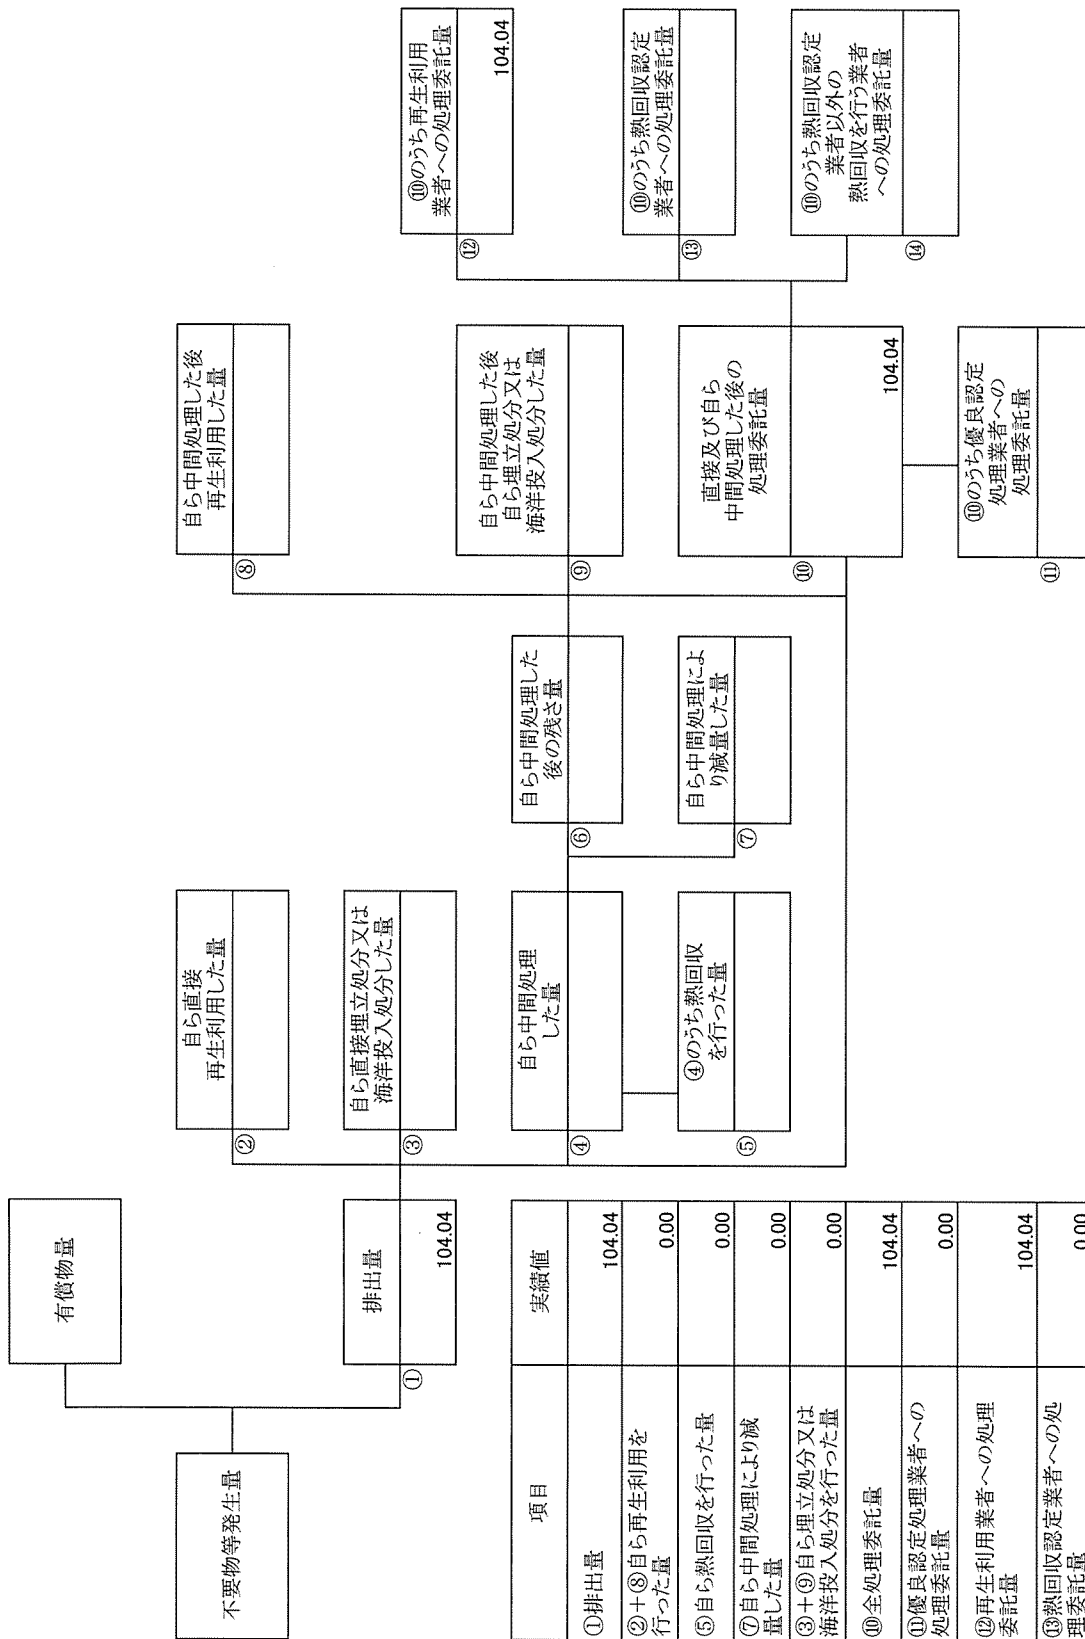 不要物等発生量
有償物量
①
排出量
104.04
②
自ら直接
再生利用した量
③
自ら直接埋立処分又は
海洋投入処分した量
④
自ら中間処理
した量
⑤
④のうち熱回収
を行った量
⑥
自ら中間処理した
後の残さ量
⑦
自ら中間処理によ
り減量した量
⑧
自ら中間処理した後
再生利用した量
⑨
自ら中間処理した後
自ら埋立処分又は
海洋投入処分した量
⑩
直接及び自ら
中間処理した後の
処理委託量
104.04
⑪
⑩のうち優良認定
処理業者への
処理委託量
⑫
⑩のうち再生利用
業者への処理委託量
104.04
⑬
⑩のうち熱回収認定
業者への処理委託量
⑭
⑩のうち熱回収認定
業者以外の
熱回収を行う業者
への処理委託量
項目
実績値
①排出量
104.04
②+⑧自ら再生利用を
行った量
0.00
⑤自ら熱回収を行った量
0.00
⑦自ら中間処理により減
量した量
0.00
③+⑨自ら埋立処分又は
海洋投入処分を行った量
0.00
⑩全処理委託量
104.04
⑪優良認定処理業者への
処理委託量
0.00
⑫再生利用業者への処理
委託量
104.04
⑬熱回収認定業者への処
理委託量
0.00